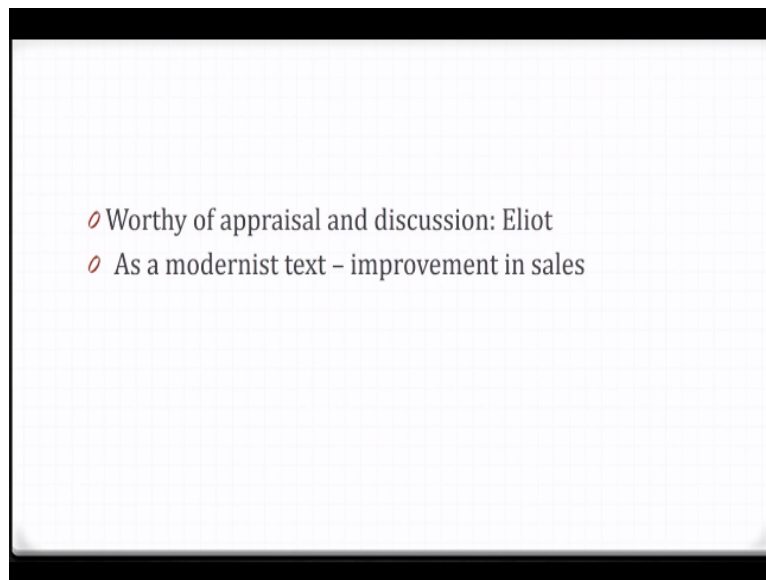 Worthy of appraisal and discussion: Eliot
As a modernist text – improvement in sales